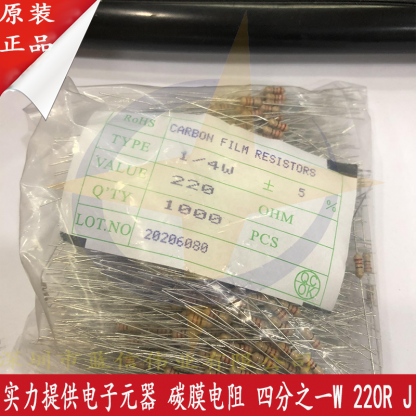 原装
正品
RoHS
CARBON FILM RESISTORS
TYPE 1/4W ± 5 %
VALUE 220 OHM
Q'TY 1000 PCS
LOT.NO 20206080
QC
OK
实力提供电子元器 碳膜电阻 四分之一W 220R J